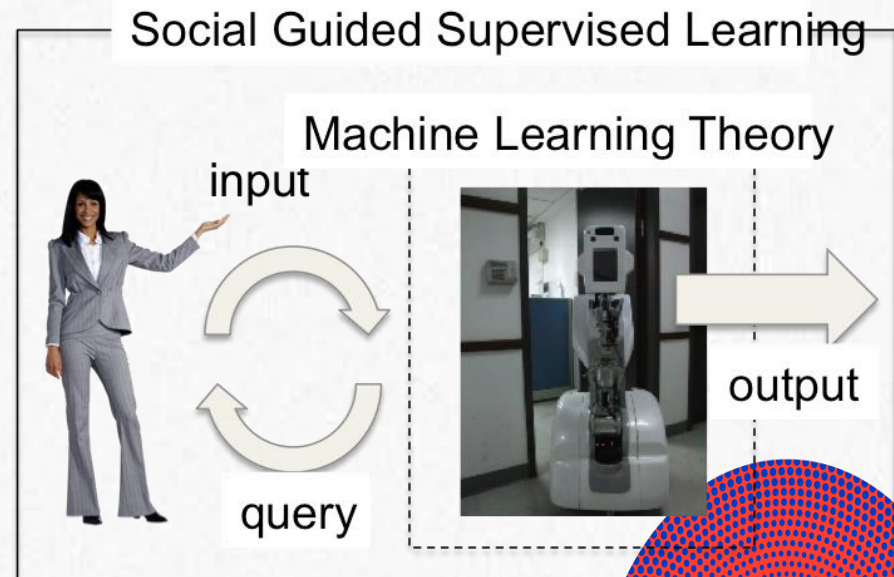 Social Guided Supervised Learning
Machine Learning Theory
input
output
query